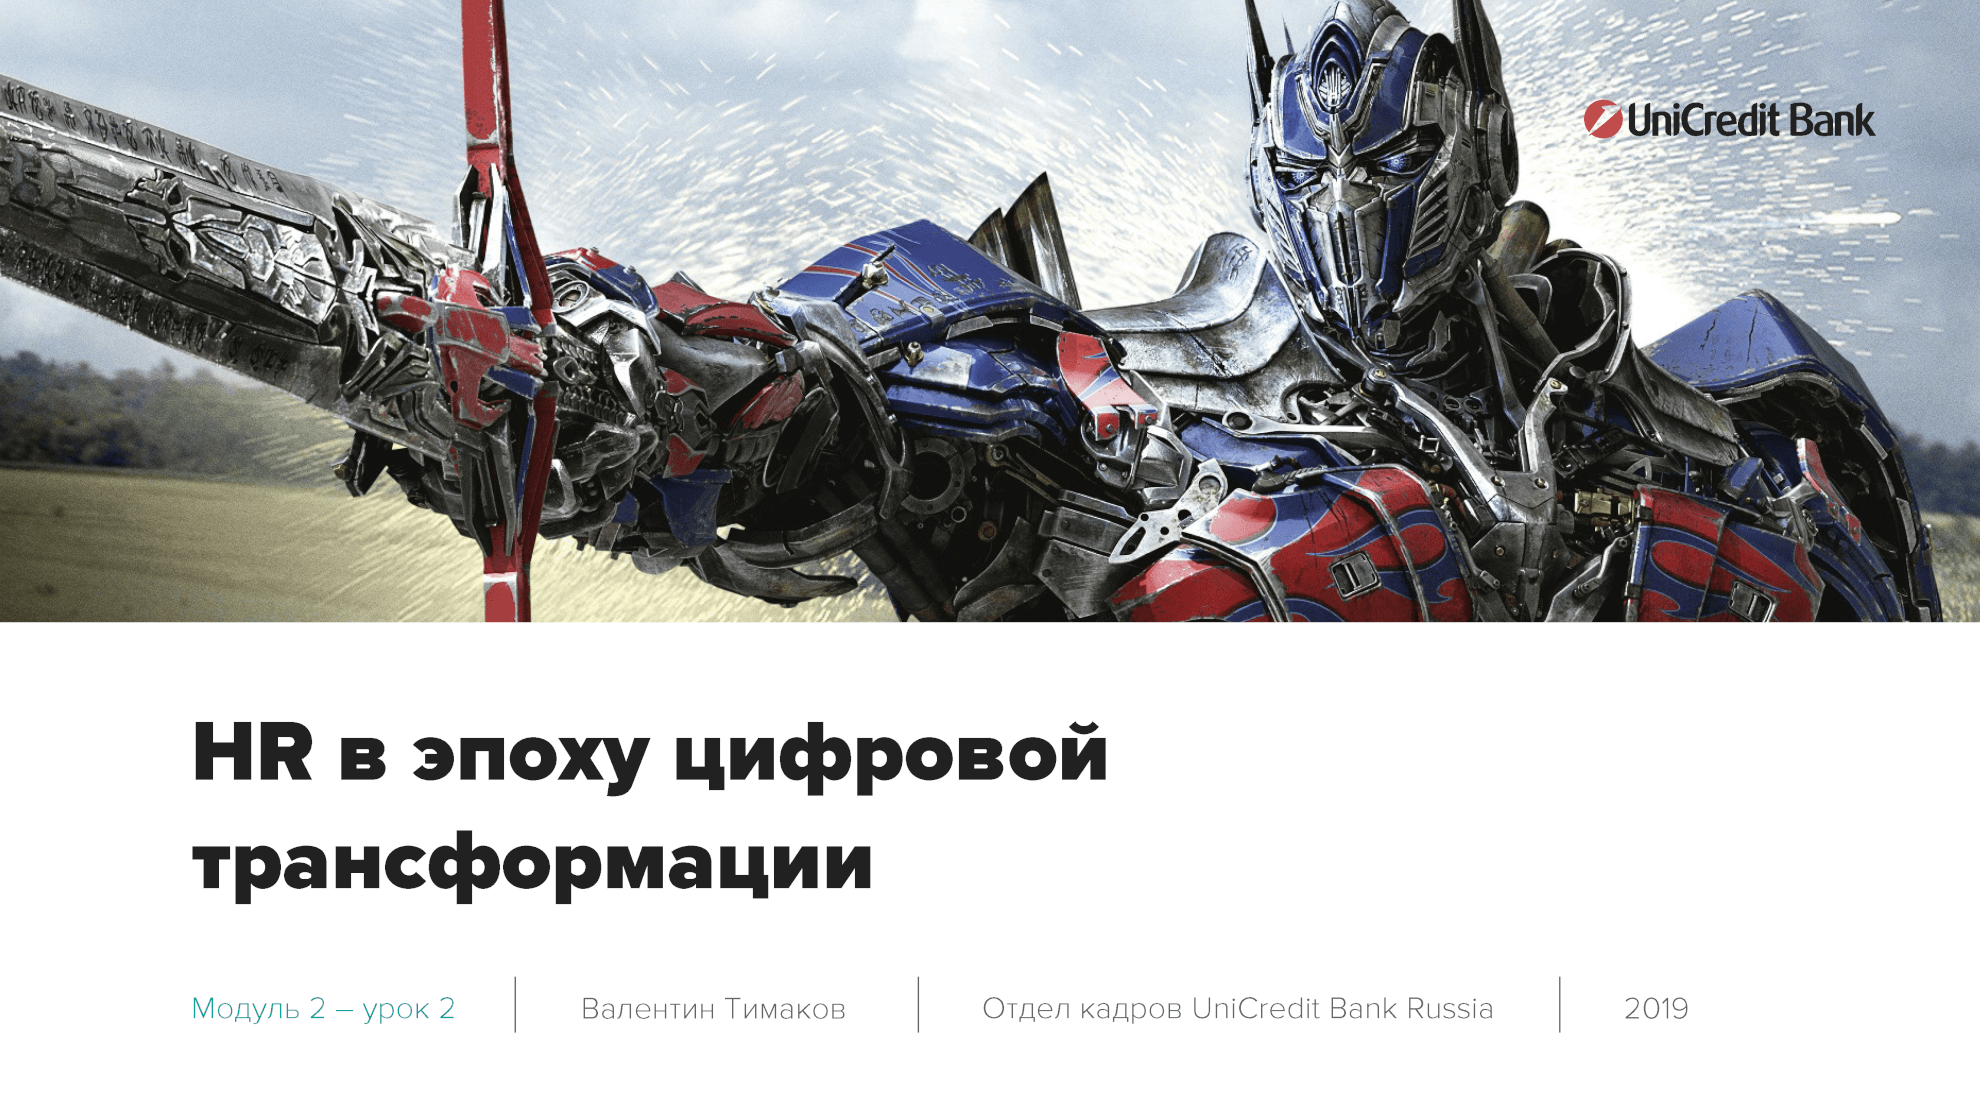 UniCredit Bank
HR в эпоху цифровой
трансформации
Модуль 2 – урок 2
Валентин Тимаков
Отдел кадров UniCredit Bank Russia
2019